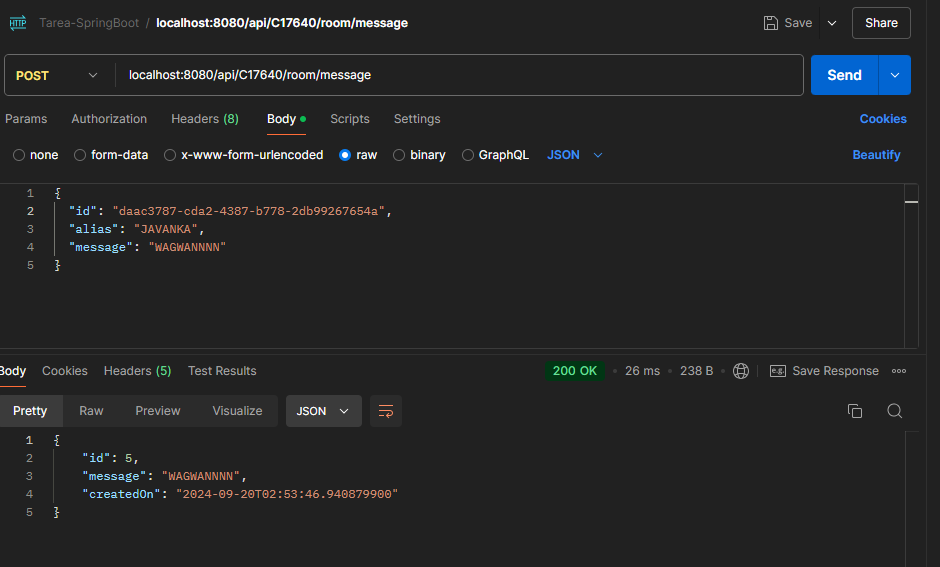 HTTP Tarea-SpringBoot / localhost:8080/api/C17640/room/message Save Share
POST localhost:8080/api/C17640/room/message Send
Params Authorization Headers (8) Body Scripts Settings Cookies
none form-data x-www-form-urlencoded raw binary GraphQL JSON Beautify
1 {
2 "id": "daac3787-cda2-4387-b778-2db99267654a",
3 "alias": "JAVANKA",
4 "message": "WAGWANNNN"
5 }
Body Cookies Headers (5) Test Results 200 OK 26 ms 238 B e.g. Save Response
Pretty Raw Preview Visualize JSON
1 {
2 "id": 5,
3 "message": "WAGWANNNN",
4 "createdOn": "2024-09-20T02:53:46.940879900"
5 }